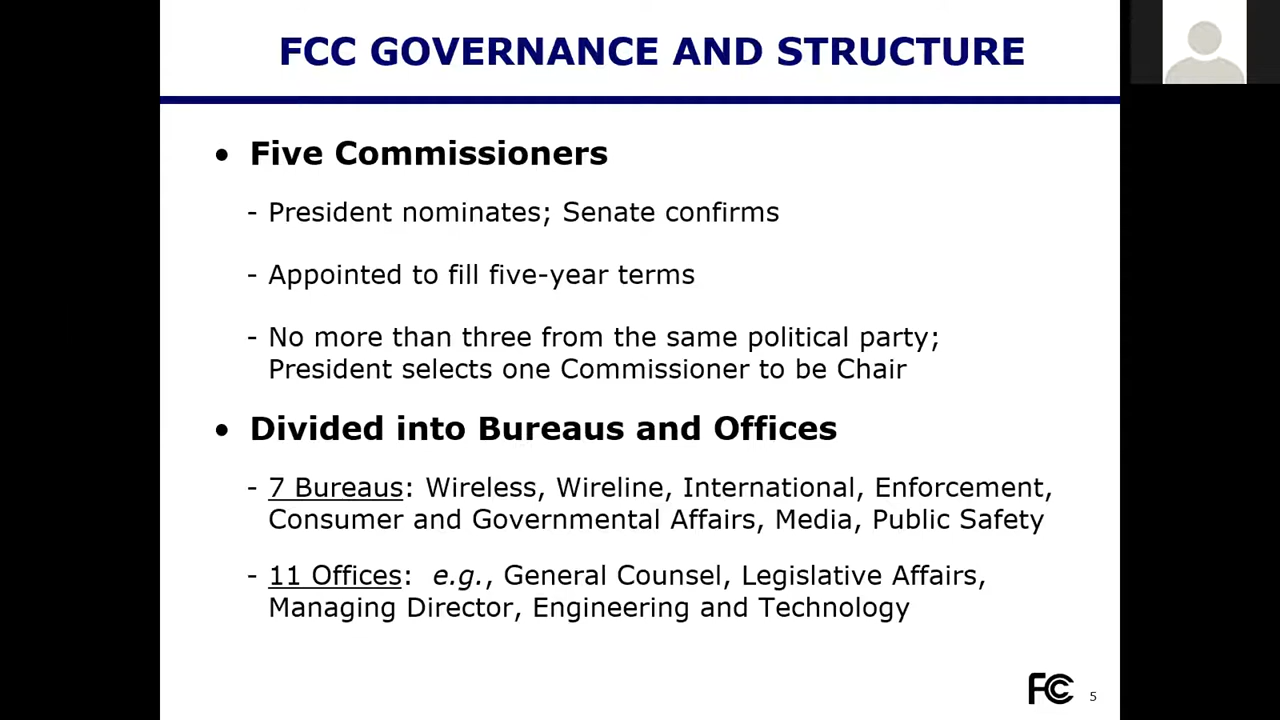 FCC GOVERNANCE AND STRUCTURE
• Five Commissioners
- President nominates; Senate confirms
- Appointed to fill five-year terms
- No more than three from the same political party;
President selects one Commissioner to be Chair
• Divided into Bureaus and Offices
- 7 Bureaus: Wireless, Wireline, International, Enforcement,
Consumer and Governmental Affairs, Media, Public Safety
- 11 Offices: e.g., General Counsel, Legislative Affairs,
Managing Director, Engineering and Technology
FCC 5